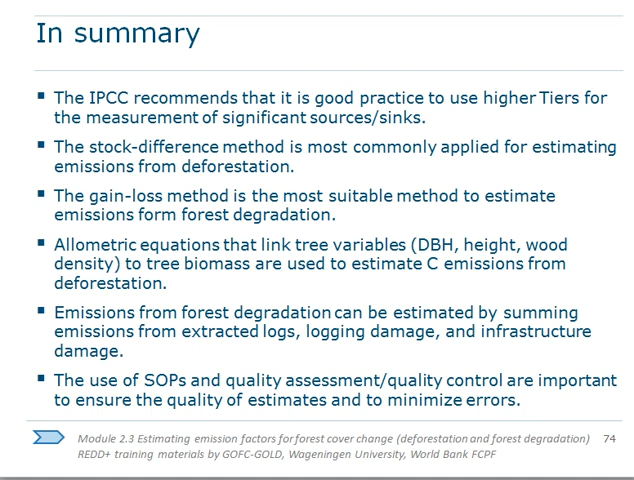 In summary
▪ The IPCC recommends that it is good practice to use higher Tiers for
the measurement of significant sources/sinks.
▪ The stock-difference method is most commonly applied for estimating
emissions from deforestation.
▪ The gain-loss method is the most suitable method to estimate
emissions form forest degradation.
▪ Allometric equations that link tree variables (DBH, height, wood
density) to tree biomass are used to estimate C emissions from
deforestation.
▪ Emissions from forest degradation can be estimated by summing
emissions from extracted logs, logging damage, and infrastructure
damage.
▪ The use of SOPs and quality assessment/quality control are important
to ensure the quality of estimates and to minimize errors.
Module 2.3 Estimating emission factors for forest cover change (deforestation and forest degradation) 74
REDD+ training materials by GOFC-GOLD, Wageningen University, World Bank FCPF